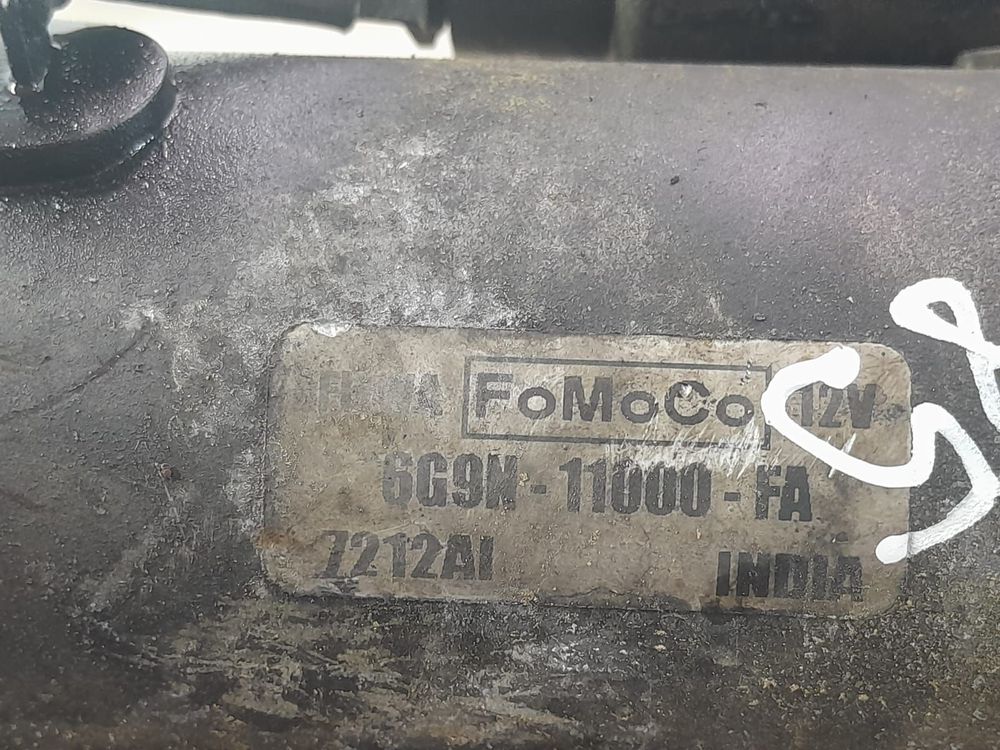 FoMoCo 12V
6G9N - 11000 - FA
7212AI INDIA